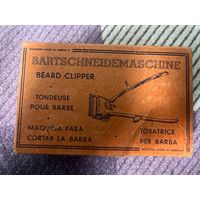 BARTSCHNEIDEMASCHINE
BEARD CLIPPER
TONDEUSE
POUR BARBE
MAQUINA PARA
CORTAR LA BARBA
TOSATRICE
PER BARBA